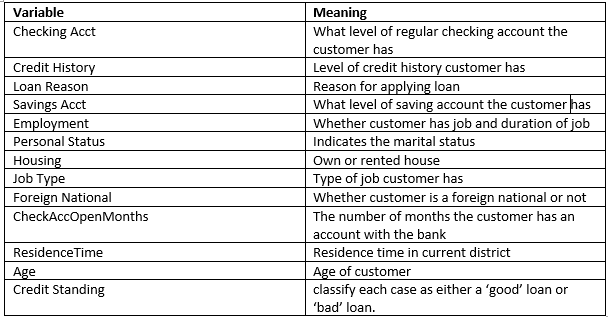 Variable Meaning
Checking Acct What level of regular checking account the
customer has
Credit History Level of credit history customer has
Loan Reason Reason for applying loan
Savings Acct What level of saving account the customer has
Employment Whether customer has job and duration of job
Personal Status Indicates the marital status
Housing Own or rented house
Job Type Type of job customer has
Foreign National Whether customer is a foreign national or not
CheckAccOpenMonths The number of months the customer has an
account with the bank
ResidenceTime Residence time in current district
Age Age of customer
Credit Standing classify each case as either a ‘good’ loan or
‘bad’ loan.